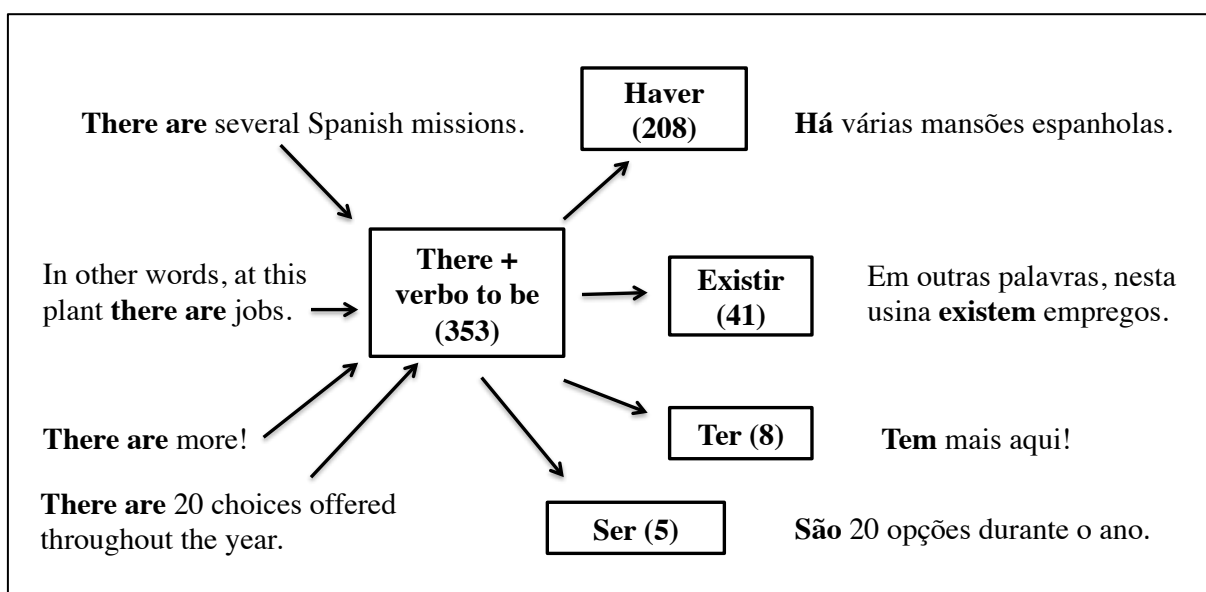 There are several Spanish missions.
Haver
(208)
Há várias mansões espanholas.
In other words, at this
plant there are jobs.
There +
verbo to be
(353)
Existir
(41)
Em outras palavras, nesta
usina existem empregos.
There are more!
Ter (8)
Tem mais aqui!
There are 20 choices offered
throughout the year.
Ser (5)
São 20 opções durante o ano.